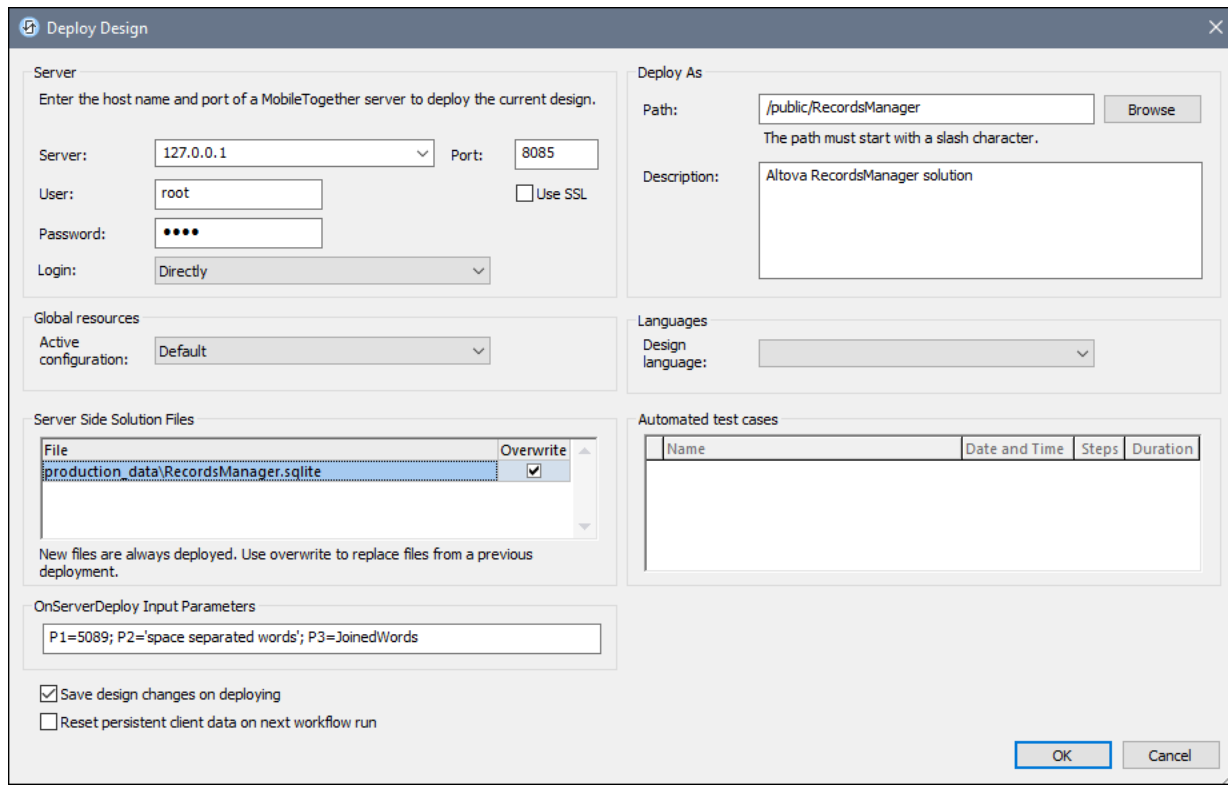 Deploy Design
Server
Enter the host name and port of a MobileTogether server to deploy the current design.
Server: 127.0.0.1 Port: 8085
User: root Use SSL
Password: ••••
Login: Directly
Deploy As
Path: /public/RecordsManager Browse
The path must start with a slash character.
Description: Altova RecordsManager solution
Global resources
Active
configuration: Default
Languages
Design
language:
Server Side Solution Files
File Overwrite
production_data\RecordsManager.sqlite
New files are always deployed. Use overwrite to replace files from a previous
deployment.
Automated test cases
Name Date and Time Steps Duration
OnServerDeploy Input Parameters
P1=5089; P2='space separated words'; P3=JoinedWords
Save design changes on deploying
Reset persistent client data on next workflow run
OK Cancel